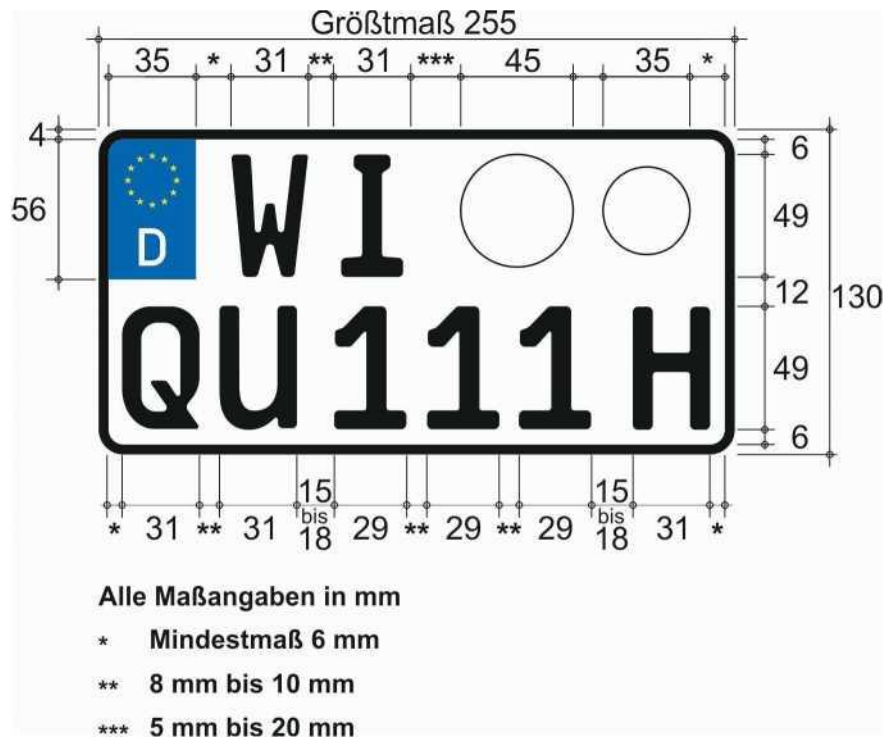 Größtmaß 255
35 * 31 ** 31 *** 45 35 *
4 6
56 D WI 49
12 130
QU 111 H 49
6
* 31 ** 31 15 bis 18 29 ** 29 ** 29 15 bis 18 31 *
Alle Maßangaben in mm
* Mindestmaß 6 mm
** 8 mm bis 10 mm
*** 5 mm bis 20 mm